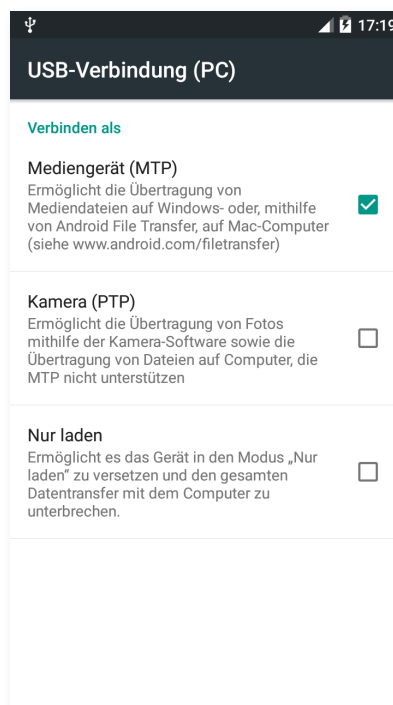 17:19
USB-Verbindung (PC)
Verbinden als
Mediengerät (MTP)
Ermöglicht die Übertragung von
Mediendateien auf Windows- oder, mithilfe
von Android File Transfer, auf Mac-Computer
(siehe www.android.com/filetransfer)
Kamera (PTP)
Ermöglicht die Übertragung von Fotos
mithilfe der Kamera-Software sowie die
Übertragung von Dateien auf Computer, die
MTP nicht unterstützen
Nur laden
Ermöglicht es das Gerät in den Modus „Nur
laden“ zu versetzen und den gesamten
Datentransfer mit dem Computer zu
unterbrechen.